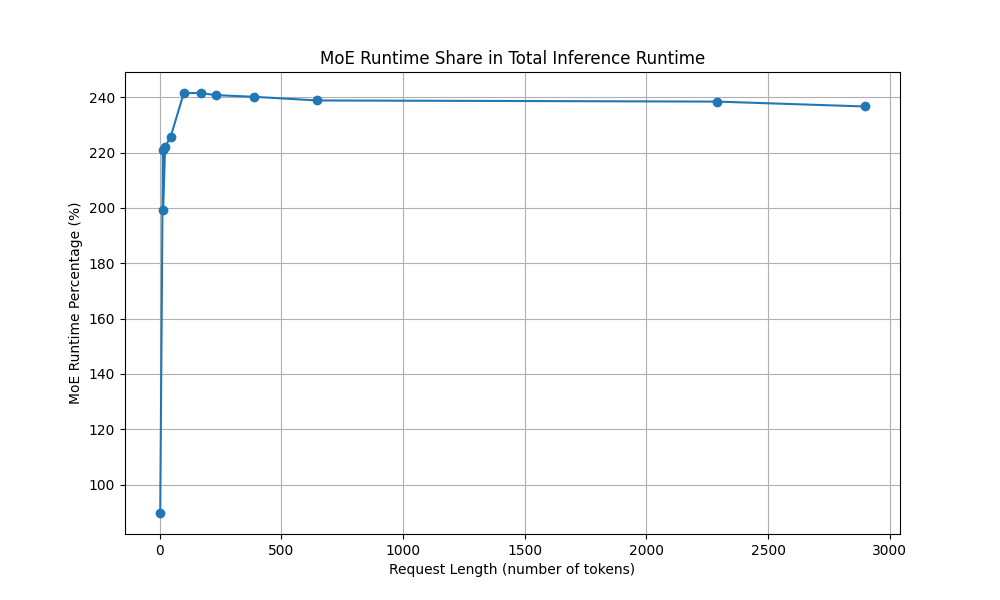 MoE Runtime Share in Total Inference Runtime
MoE Runtime Percentage (%)
240
220
200
180
160
140
120
100
0 500 1000 1500 2000 2500 3000
Request Length (number of tokens)